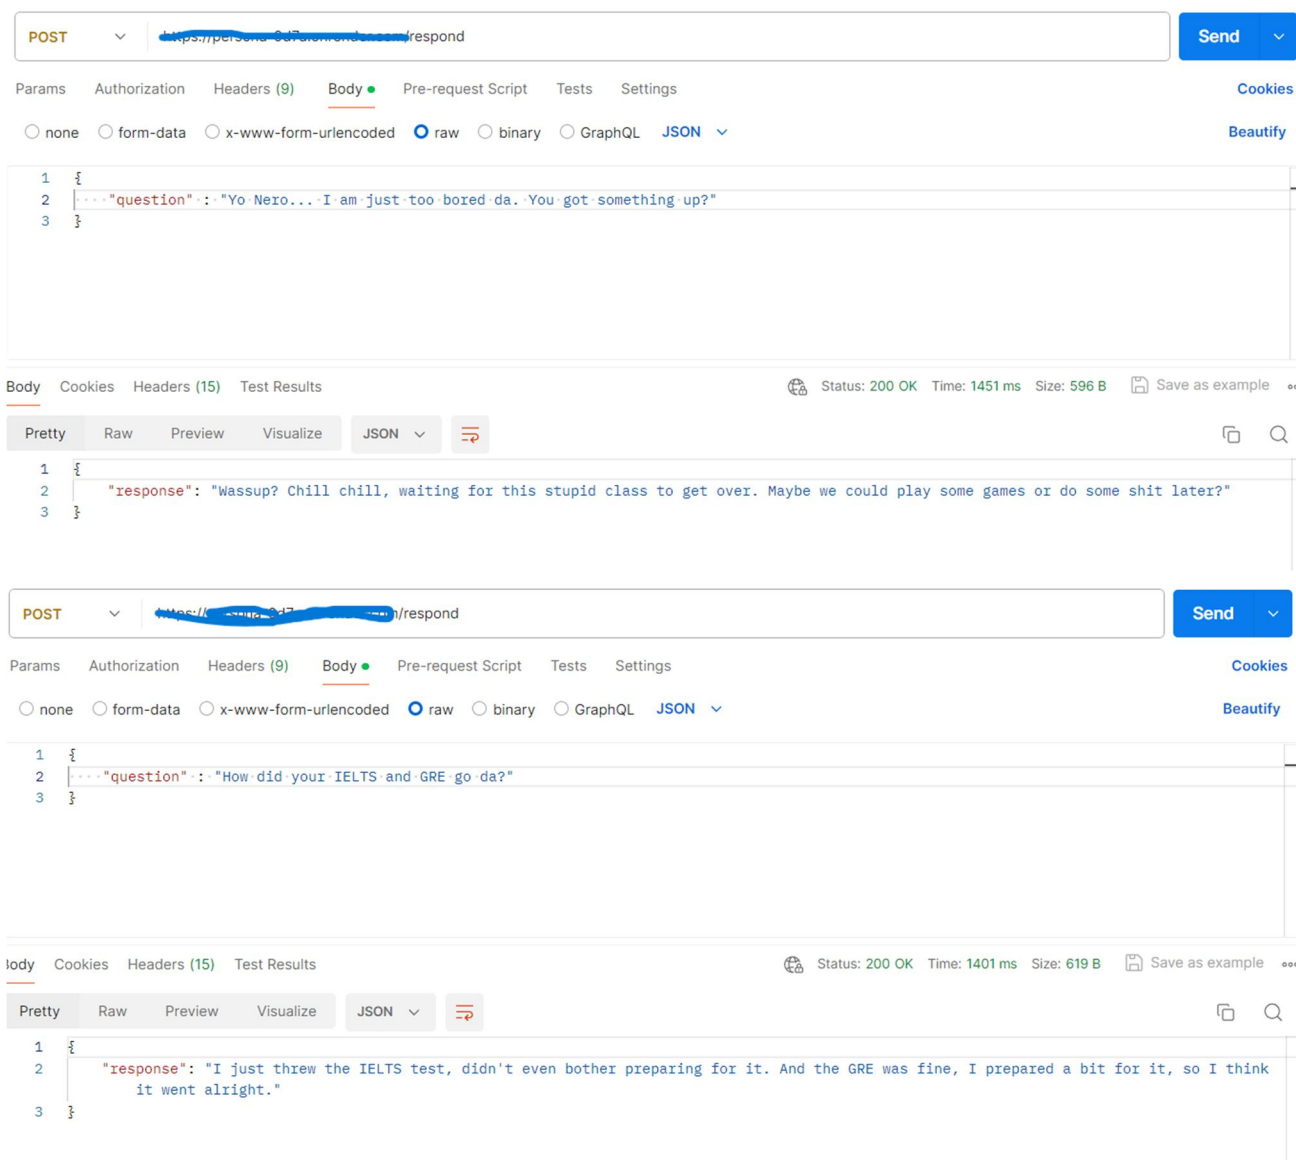 POST /respond Send
Params Authorization Headers (9) Body Pre-request Script Tests Settings Cookies
none form-data x-www-form-urlencoded raw binary GraphQL JSON Beautify
1 {
2 "question" : "Yo Nero... I am just too bored da. You got something up?"
3 }
Body Cookies Headers (15) Test Results Status: 200 OK Time: 1451 ms Size: 596 B Save as example
Pretty Raw Preview Visualize JSON
1 {
2 "response": "Wassup? Chill chill, waiting for this stupid class to get over. Maybe we could play some games or do some shit later?"
3 }
POST /respond Send
Params Authorization Headers (9) Body Pre-request Script Tests Settings Cookies
none form-data x-www-form-urlencoded raw binary GraphQL JSON Beautify
1 {
2 "question" : "How did your IELTS and GRE go da?"
3 }
Body Cookies Headers (15) Test Results Status: 200 OK Time: 1401 ms Size: 619 B Save as example
Pretty Raw Preview Visualize JSON
1 {
2 "response": "I just threw the IELTS test, didn't even bother preparing for it. And the GRE was fine, I prepared a bit for it, so I think
it went alright."
3 }